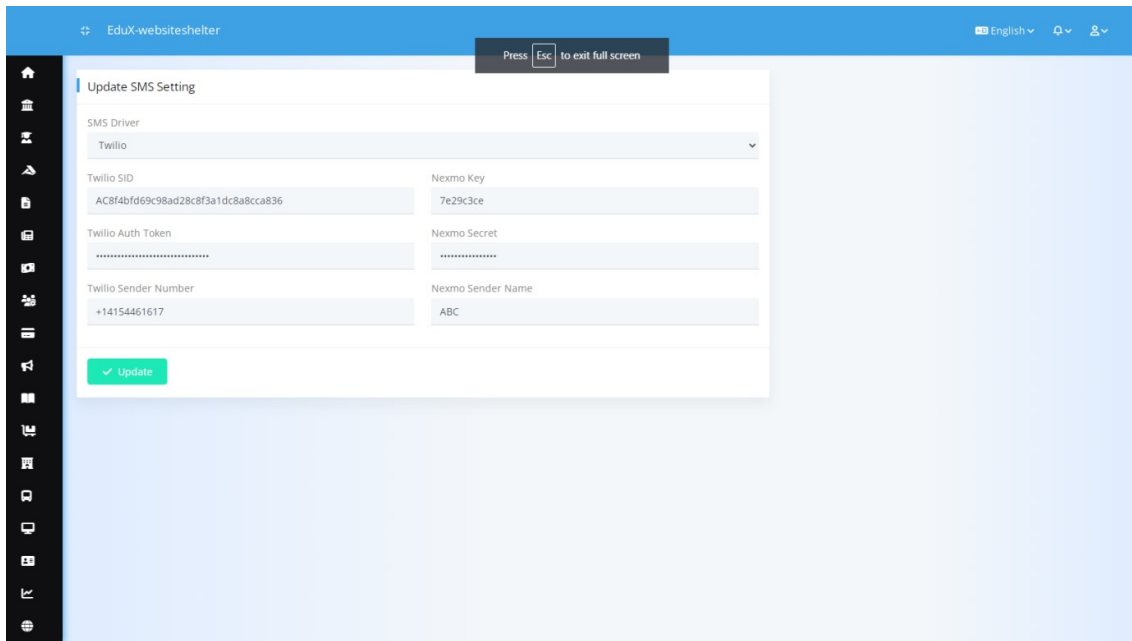 EduX-websiteshelter
English
Press Esc to exit full screen
Update SMS Setting
SMS Driver
Twilio
Twilio SID
Nexmo Key
AC8f4bfd69c98ad28c8f3a1dc8a8cca836
7e29c3ce
Twilio Auth Token
Nexmo Secret
••••••••••••••••••••••••••••••••
••••••••••••••••
Twilio Sender Number
Nexmo Sender Name
+14154461617
ABC
Update